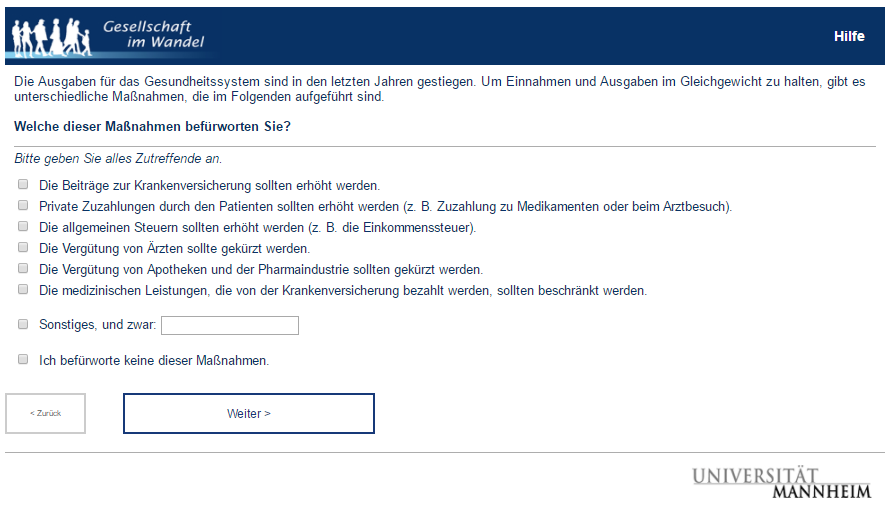 Gesellschaft
im Wandel
Hilfe
Die Ausgaben für das Gesundheitssystem sind in den letzten Jahren gestiegen. Um Einnahmen und Ausgaben im Gleichgewicht zu halten, gibt es
unterschiedliche Maßnahmen, die im Folgenden aufgeführt sind.
Welche dieser Maßnahmen befürworten Sie?
Bitte geben Sie alles Zutreffende an.
Die Beiträge zur Krankenversicherung sollten erhöht werden.
Private Zuzahlungen durch den Patienten sollten erhöht werden (z. B. Zuzahlung zu Medikamenten oder beim Arztbesuch).
Die allgemeinen Steuern sollten erhöht werden (z. B. die Einkommenssteuer).
Die Vergütung von Ärzten sollte gekürzt werden.
Die Vergütung von Apotheken und der Pharmaindustrie sollten gekürzt werden.
Die medizinischen Leistungen, die von der Krankenversicherung bezahlt werden, sollten beschränkt werden.
Sonstiges, und zwar:
Ich befürworte keine dieser Maßnahmen.
< Zurück
Weiter >
UNIVERSITÄT
MANNHEIM